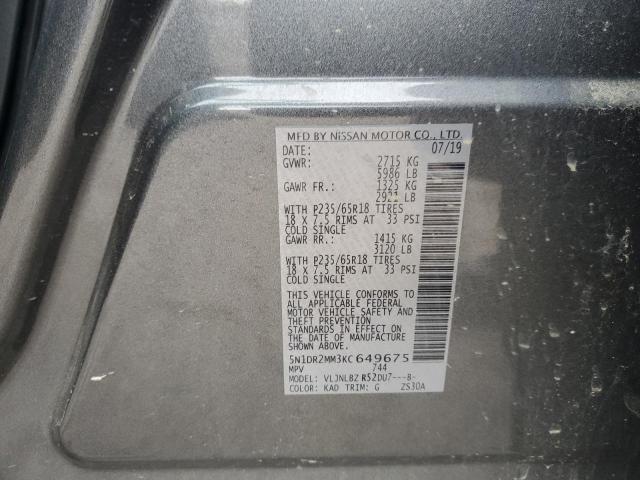 MFD BY NISSAN MOTOR CO., LTD.
DATE: 07/19
GVWR: 2715 KG
5986 LB
GAWR FR.: 1325 KG
2921 LB
WITH P235/65R18 TIRES
18 X 7.5 RIMS AT 33 PSI
COLD SINGLE
GAWR RR.: 1415 KG
3120 LB
WITH P235/65R18 TIRES
18 X 7.5 RIMS AT 33 PSI
COLD SINGLE
THIS VEHICLE CONFORMS TO
ALL APPLICABLE FEDERAL
MOTOR VEHICLE SAFETY AND
THEFT PREVENTION
STANDARDS IN EFFECT ON
THE DATE OF MANUFACTURE
SHOWN ABOVE.
5N1DR2MM3KC649675
MPV 744
MODEL: VLJNLBZ R52DU7---B-
COLOR: KAD TRIM: G ZS30A